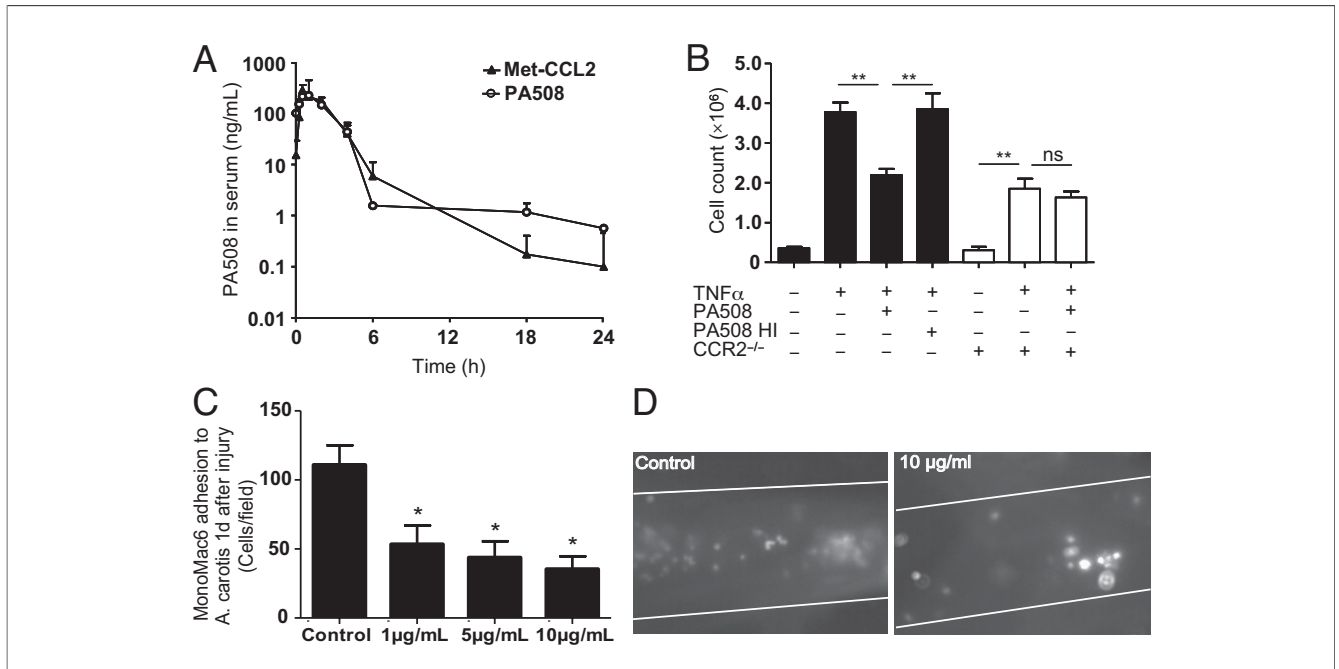 A
PA508 in serum (ng/mL)
1000
100
10
1
0.1
0.01
0 6 12 18 24
Time (h)
Met-CCL2
PA508
B
Cell count (×10⁶)
5.0
4.0
3.0
2.0
1.0
0
** ** ** ns
TNFα – + + + – + +
PA508 – – + – – – +
PA508 HI – – – + – – –
CCR2⁻/⁻ – – – – + + +
C
MonoMac6 adhesion to
A. carotis 1d after injury
(Cells/field)
150
100
50
0
* * *
Control 1µg/mL 5µg/mL 10µg/mL
D
Control
10 µg/ml